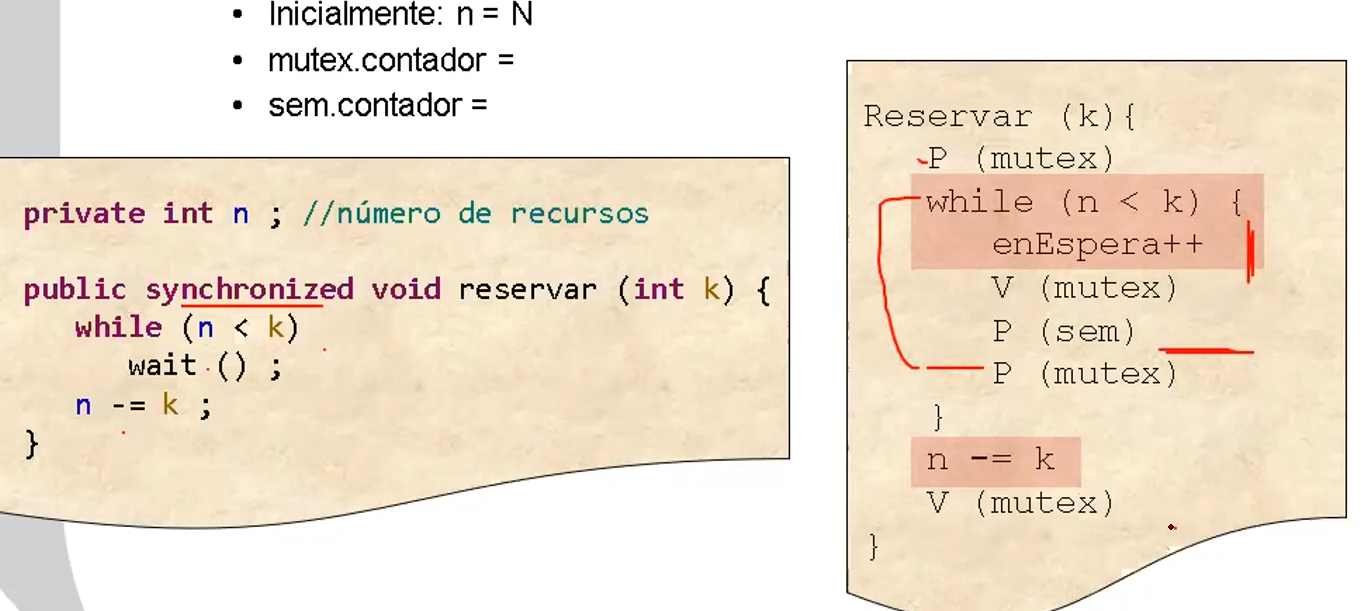 • Inicialmente: n = N
• mutex.contador =
• sem.contador =
private int n ; //número de recursos
public synchronized void reservar (int k) {
while (n < k)
wait () ;
n -= k ;
}
Reservar (k){
P (mutex)
while (n < k) {
enEspera++
V (mutex)
P (sem)
P (mutex)
}
n -= k
V (mutex)
}